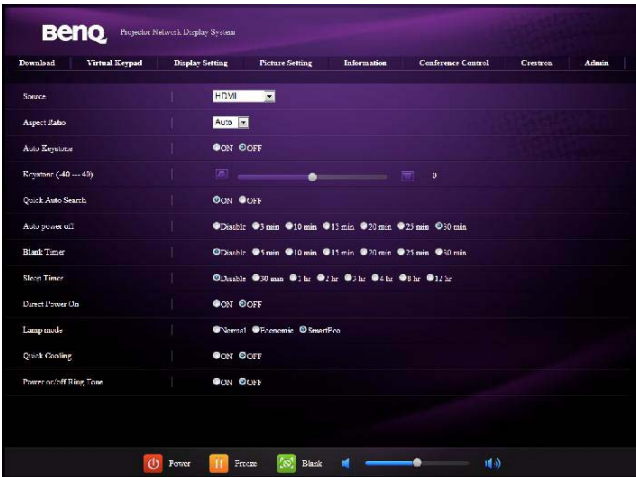 BenQ Projector Network Display System
Download Virtual Keypad Display Setting Picture Setting Information Conference Control Crestron Admin
Source HDMI
Aspect Ratio Auto
Auto Keystone ON OFF
Keystone (-40 --- 40) 0
Quick Auto Search ON OFF
Auto power off Disable 3 min 10 min 15 min 20 min 25 min 30 min
Blank Timer Disable 5 min 10 min 15 min 20 min 25 min 30 min
Sleep Timer Disable 30 min 1 hr 2 hr 3 hr 4 hr 8 hr 12 hr
Direct Power On ON OFF
Lamp mode Normal Economic SmartEco
Quick Cooling ON OFF
Power on/off Ring Tone ON OFF
Power Freeze Blank